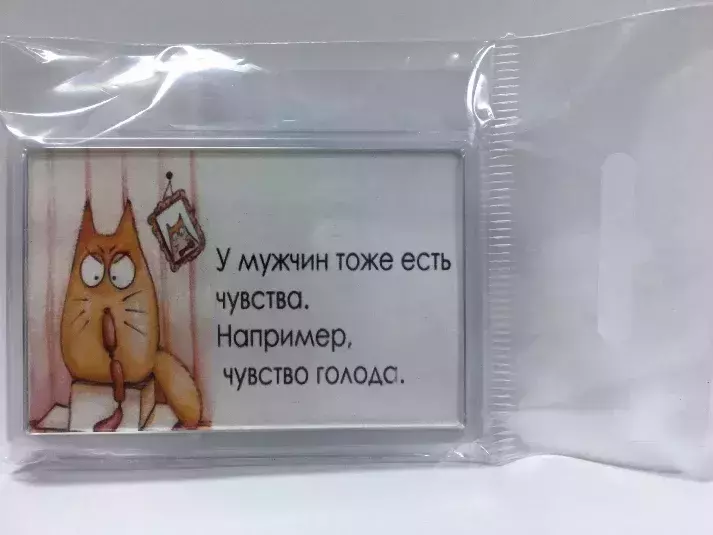 У мужчин тоже есть
чувства.
Например,
чувство голода.